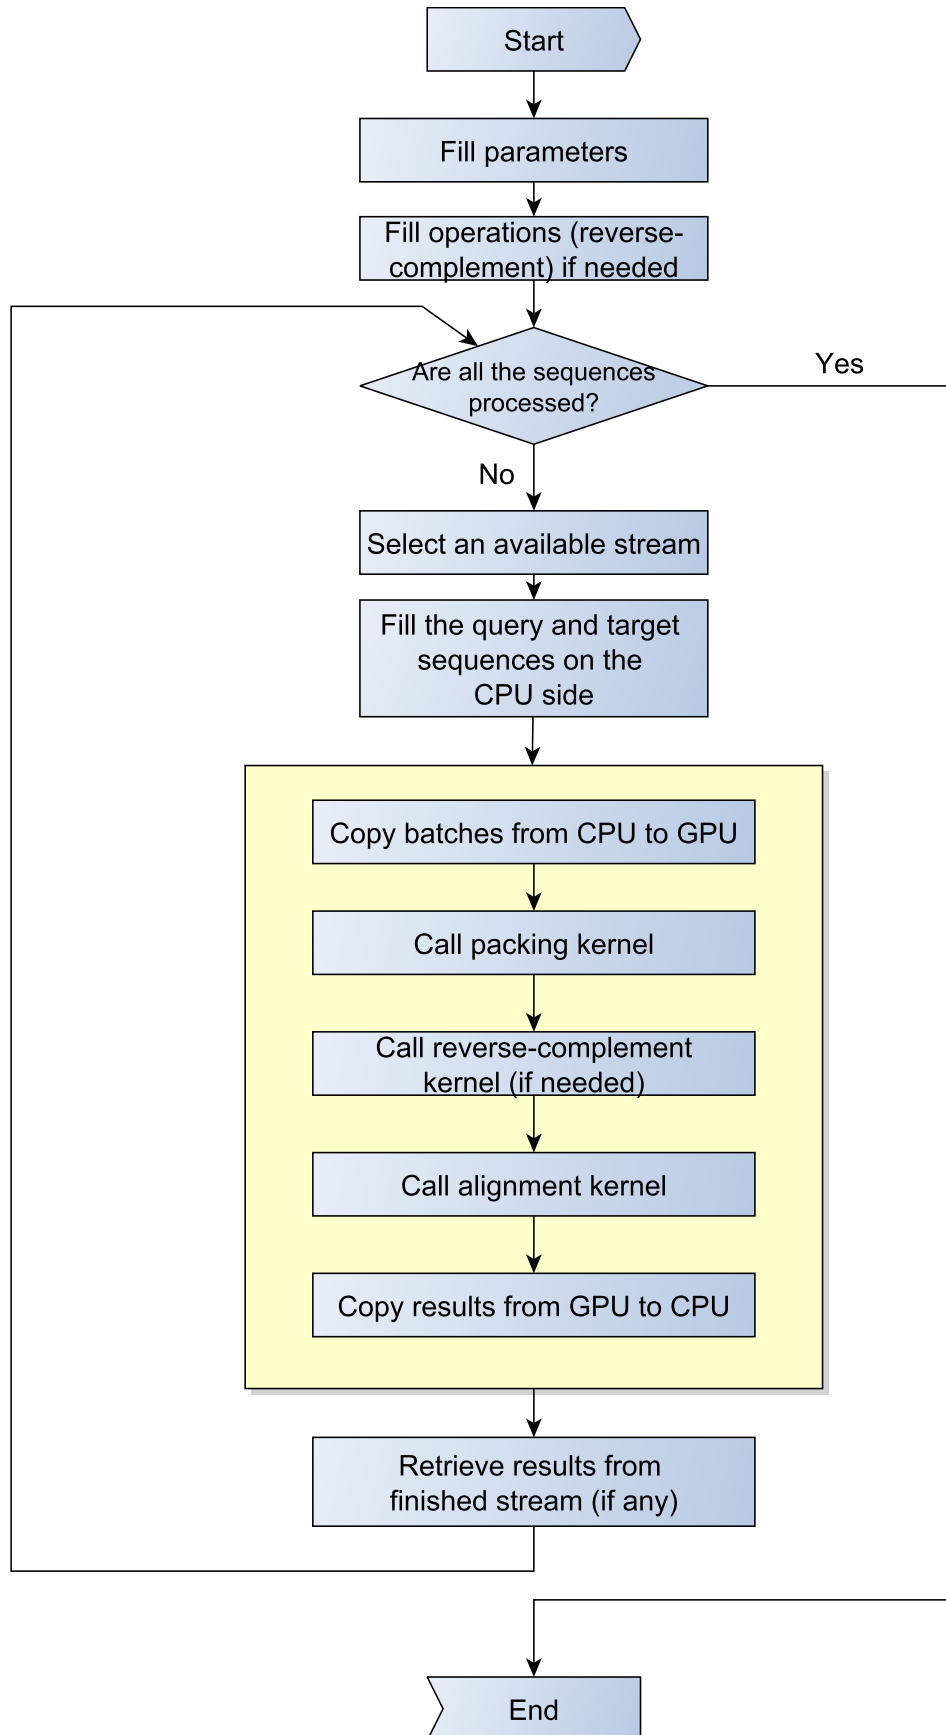 Start
Fill parameters
Fill operations (reverse-
complement) if needed
Are all the sequences
processed?
Yes
No
Select an available stream
Fill the query and target
sequences on the
CPU side
Copy batches from CPU to GPU
Call packing kernel
Call reverse-complement
kernel (if needed)
Call alignment kernel
Copy results from GPU to CPU
Retrieve results from
finished stream (if any)
End